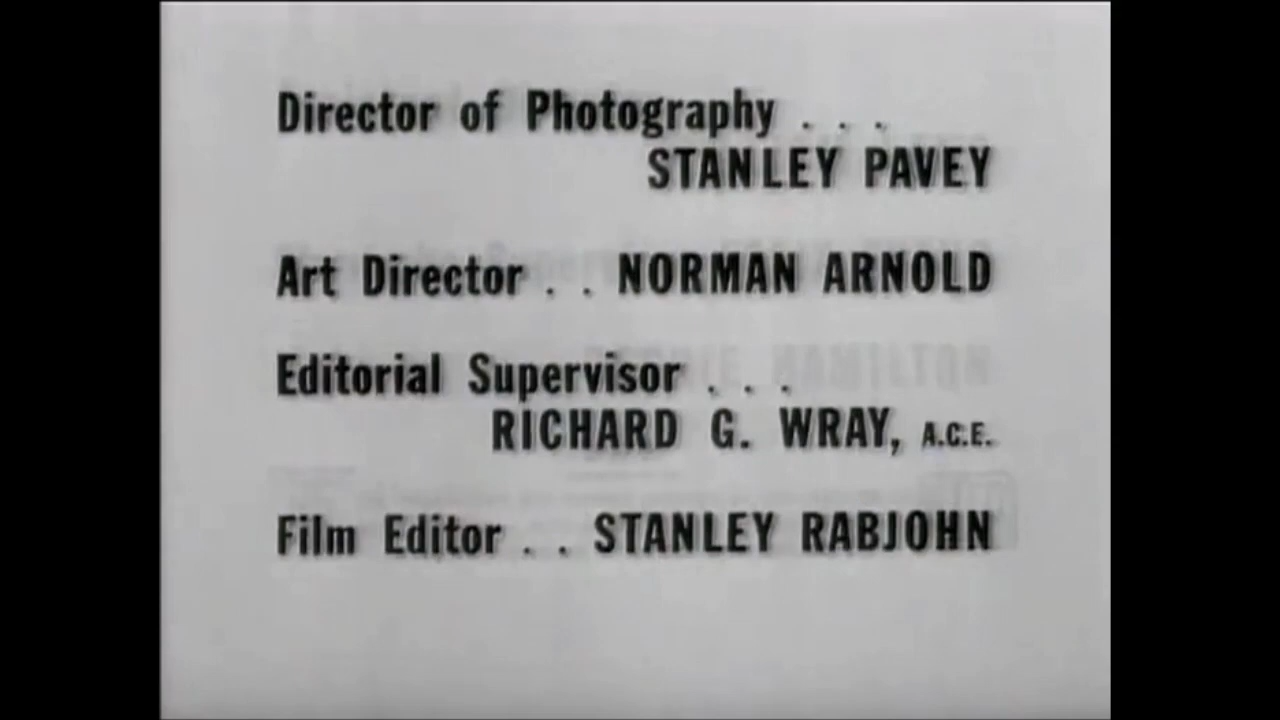 Director of Photography . . .
STANLEY PAVEY
Art Director . . NORMAN ARNOLD
Editorial Supervisor . . .
RICHARD G. WRAY, A.C.E.
Film Editor . . STANLEY RABJOHN